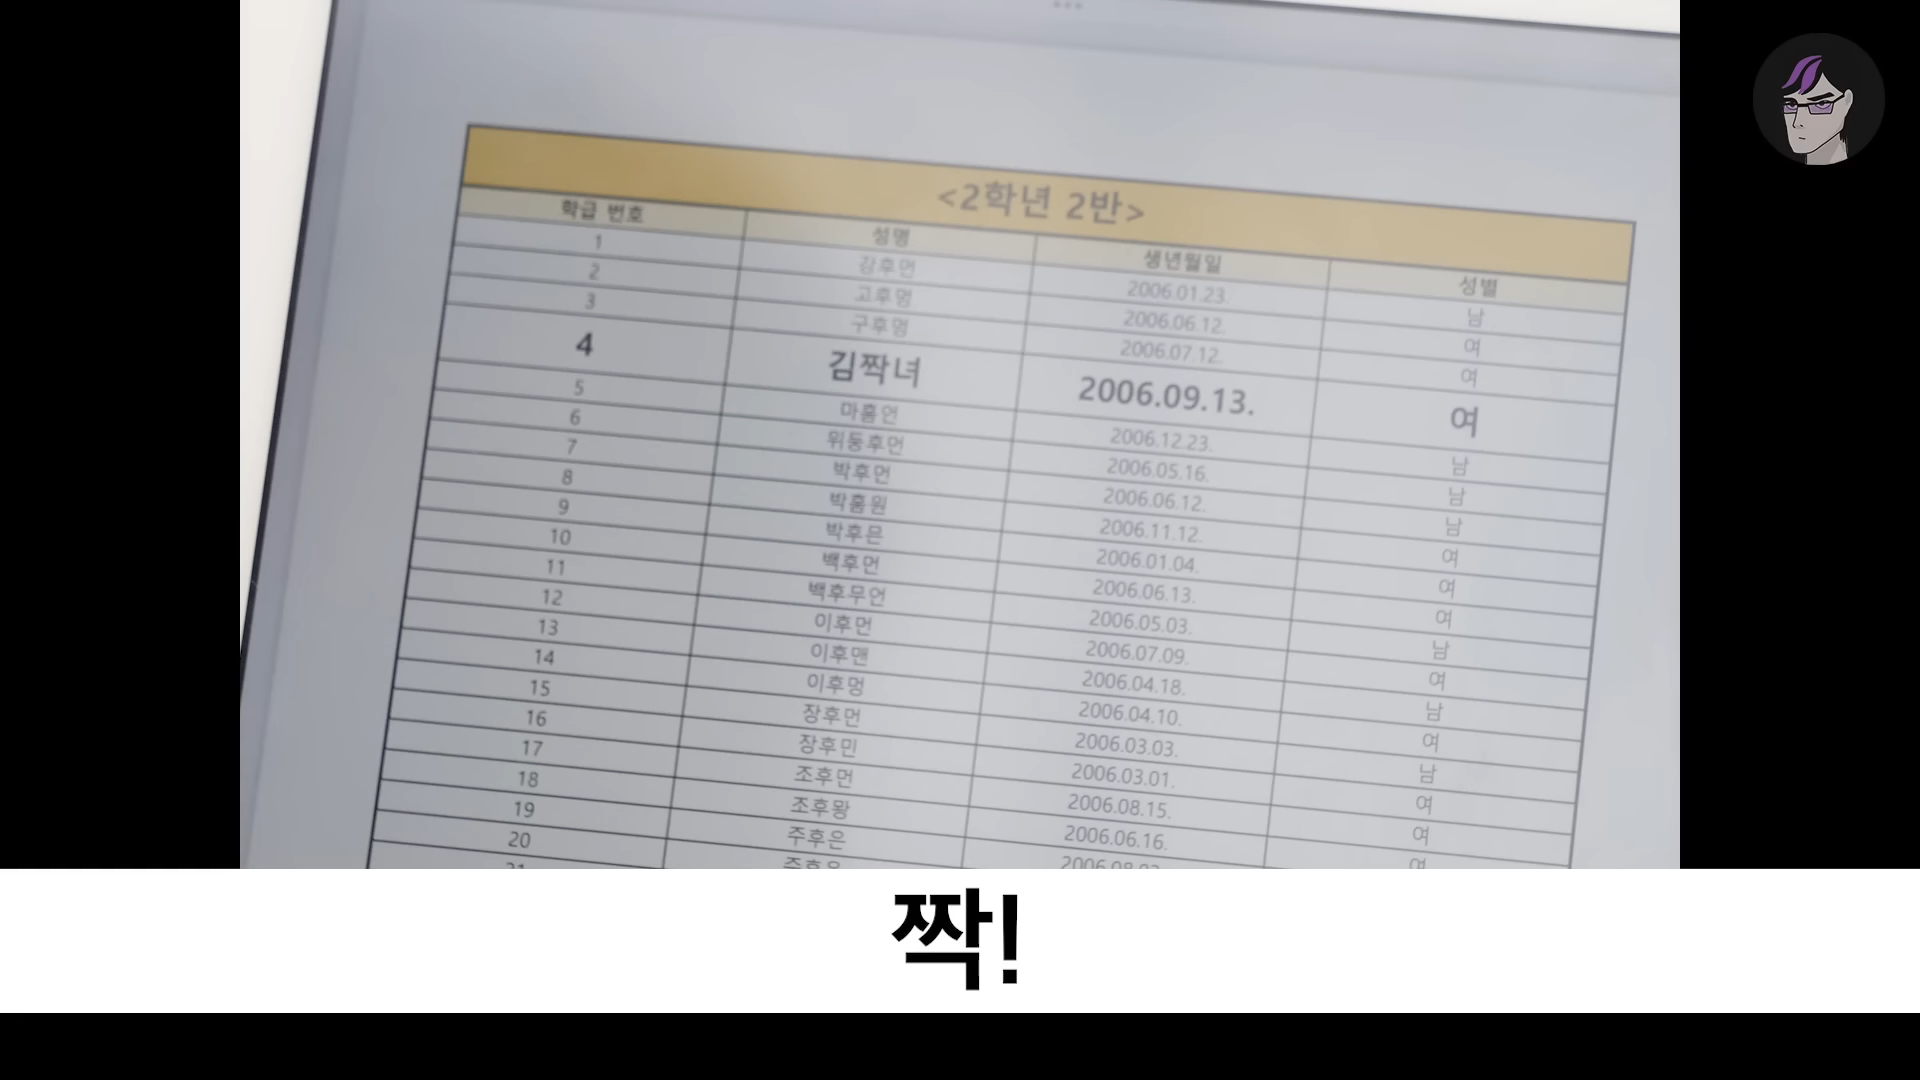 <2학년 2반>
학급 번호 성명 생년월일 성별
1 강후먼 2006.01.23. 남
2 고후명 2006.06.12. 여
3 구후명 2006.07.12. 여
4 김짝녀 2006.09.13. 여
5 마흠언 2006.12.23. 남
6 위동후먼 2006.05.16. 남
7 박후먼 2006.06.12. 남
8 박훔원 2006.11.12. 여
9 박후믄 2006.01.04. 여
10 백후먼 2006.06.13. 여
11 백후무언 2006.05.03. 남
12 이후먼 2006.07.09. 여
13 이후맨 2006.04.18. 남
14 이후멍 2006.04.10. 여
15 장후먼 2006.03.03. 남
16 장후민 2006.03.01. 여
17 조후먼 2006.08.15. 여
18 조후왕 2006.06.16. 여
19 주후은
20
짝!